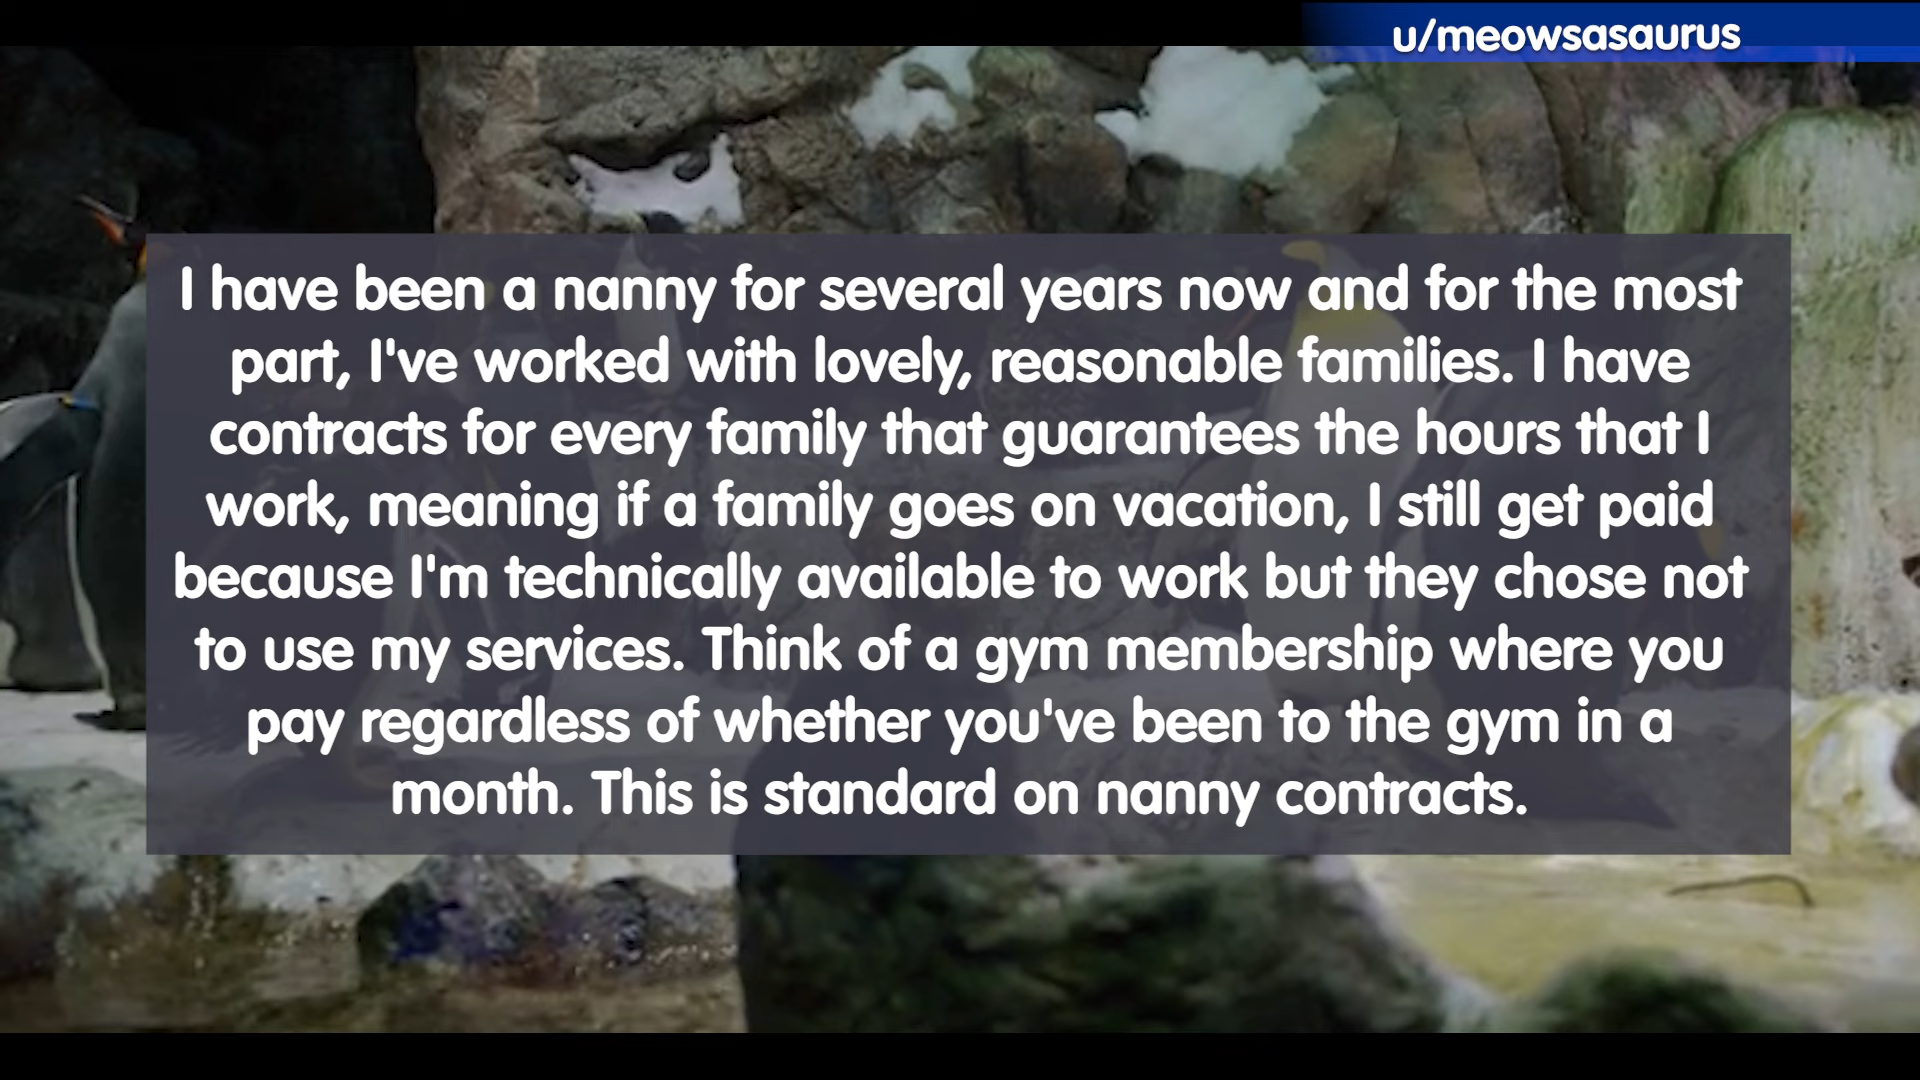 u/meowsasaurus
I have been a nanny for several years now and for the most
part, I've worked with lovely, reasonable families. I have
contracts for every family that guarantees the hours that I
work, meaning if a family goes on vacation, I still get paid
because I'm technically available to work but they chose not
to use my services. Think of a gym membership where you
pay regardless of whether you've been to the gym in a
month. This is standard on nanny contracts.